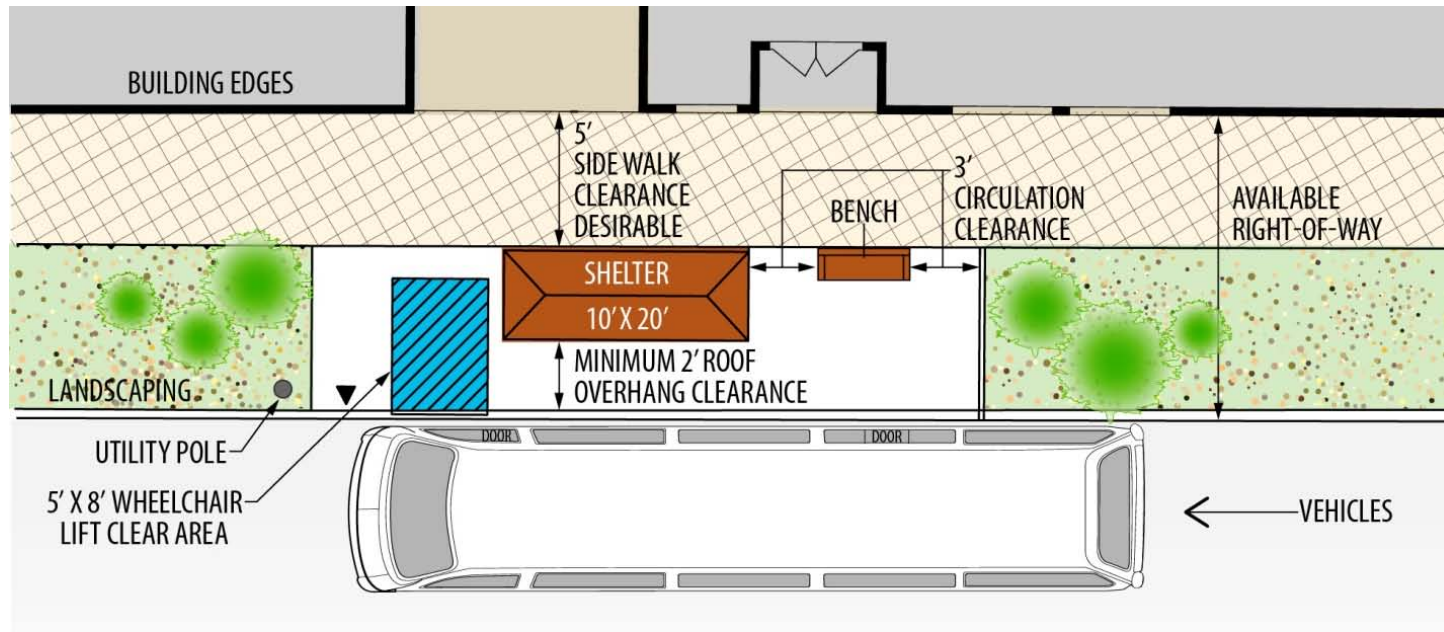 BUILDING EDGES
5'
SIDE WALK
CLEARANCE
DESIRABLE
3'
CIRCULATION
CLEARANCE
BENCH
AVAILABLE
RIGHT-OF-WAY
SHELTER
10' X 20'
MINIMUM 2' ROOF
OVERHANG CLEARANCE
LANDSCAPING
UTILITY POLE
5' X 8' WHEELCHAIR
LIFT CLEAR AREA
DOOR
DOOR
VEHICLES